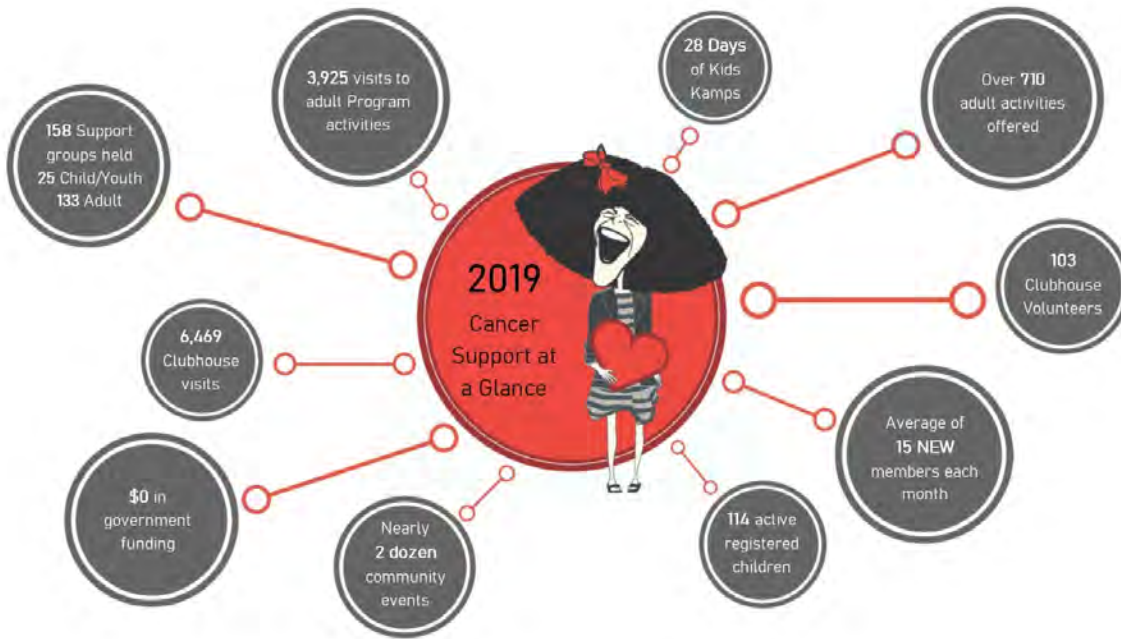 2019
Cancer
Support at
a Glance
3,925 visits to
adult Program
activities
28 Days
of Kids
Kamps
Over 710
adult activities
offered
158 Support
groups held
25 Child/Youth
133 Adult
103
Clubhouse
Volunteers
6,469
Clubhouse
visits
Average of
15 NEW
members each
month
$0 in
government
funding
Nearly
2 dozen
community
events
114 active
registered
children